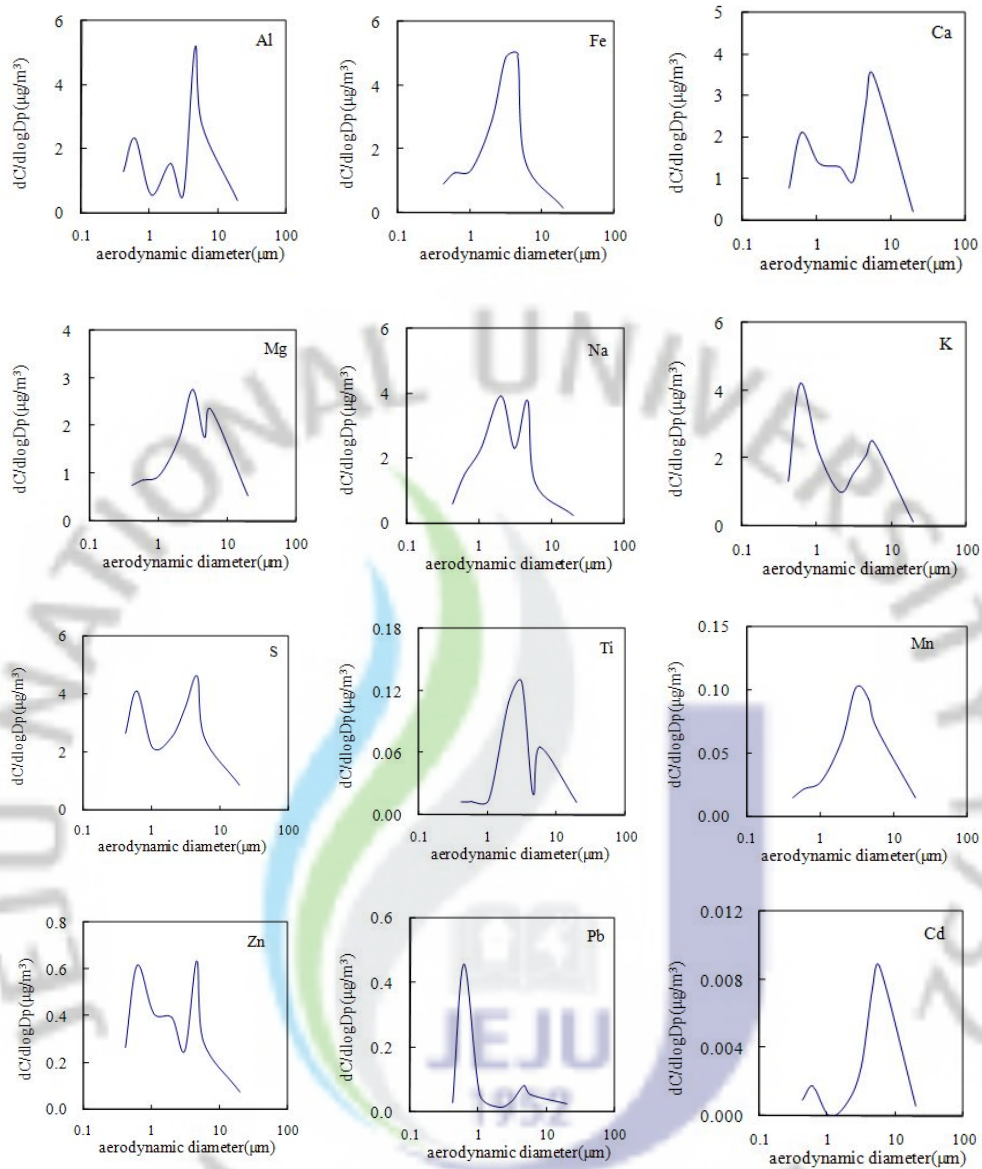 Al
dC/dlogDp(μg/m³)
6
4
2
0
0.1 1 10 100
aerodynamic diameter(μm)
Fe
dC/dlogDp(μg/m³)
6
4
2
0
0.1 1 10 100
aerodynamic diameter(μm)
Ca
dC/dlogDp(μg/m³)
5
4
3
2
1
0
0.1 1 10 100
aerodynamic diameter(μm)
Mg
dC/dlogDp(μg/m³)
4
3
2
1
0
0.1 1 10 100
aerodynamic diameter(μm)
Na
dC/dlogDp(μg/m³)
6
4
2
0
0.1 1 10 100
aerodynamic diameter(μm)
K
dC/dlogDp(μg/m³)
6
4
2
0
0.1 1 10 100
aerodynamic diameter(μm)
S
dC/dlogDp(μg/m³)
6
4
2
0
0.1 1 10 100
aerodynamic diameter(μm)
Ti
dC/dlogDp(μg/m³)
0.18
0.12
0.06
0.00
0.1 1 10 100
aerodynamic diameter(μm)
Mn
dC/dlogDp(μg/m³)
0.15
0.10
0.05
0.00
0.1 1 10 100
aerodynamic diameter(μm)
Zn
dC/dlogDp(μg/m³)
0.8
0.6
0.4
0.2
0.0
0.1 1 10 100
aerodynamic diameter(μm)
Pb
dC/dlogDp(μg/m³)
0.6
0.4
0.2
0.0
0.1 1 10 100
aerodynamic diameter(μm)
Cd
dC/dlogDp(μg/m³)
0.012
0.008
0.004
0.000
0.1 1 10 100
aerodynamic diameter(μm)
JEJU NATIONAL UNIVERSITY
JEJU
1952